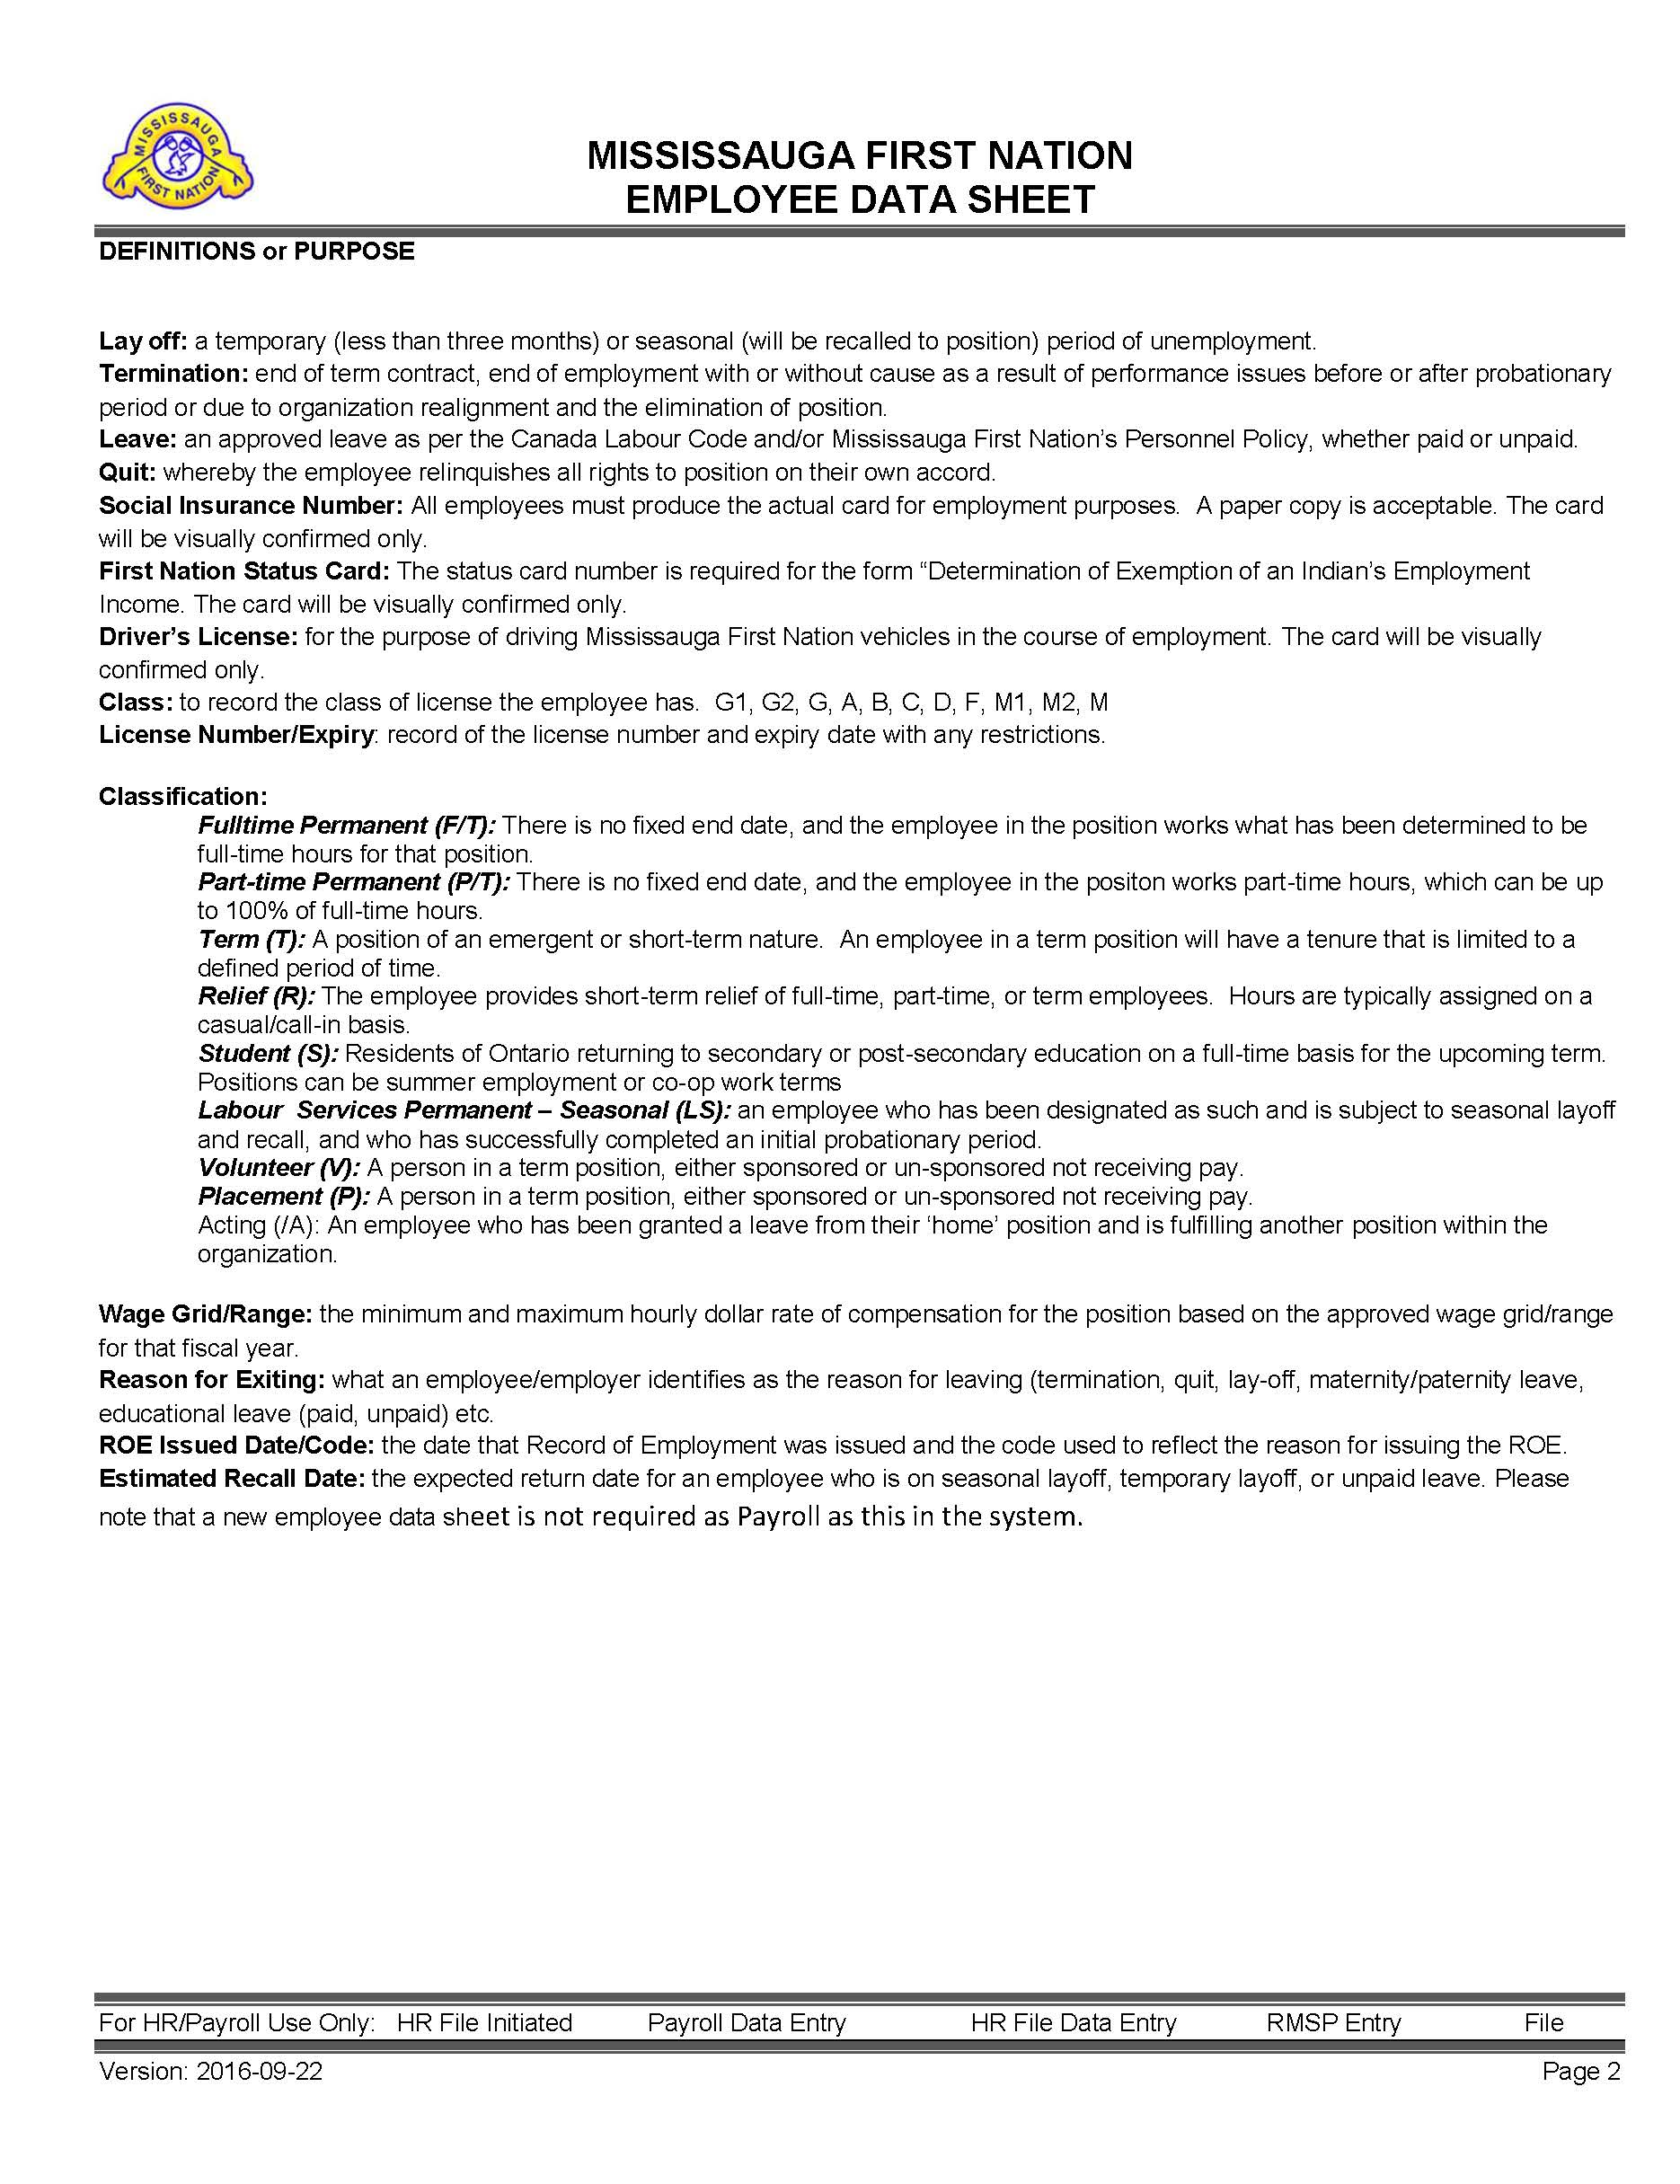 MISSISSAUGA
FIRST NATION
MISSISSAUGA FIRST NATION
EMPLOYEE DATA SHEET
DEFINITIONS or PURPOSE
Lay off: a temporary (less than three months) or seasonal (will be recalled to position) period of unemployment.
Termination: end of term contract, end of employment with or without cause as a result of performance issues before or after probationary
period or due to organization realignment and the elimination of position.
Leave: an approved leave as per the Canada Labour Code and/or Mississauga First Nation’s Personnel Policy, whether paid or unpaid.
Quit: whereby the employee relinquishes all rights to position on their own accord.
Social Insurance Number: All employees must produce the actual card for employment purposes.  A paper copy is acceptable. The card
will be visually confirmed only.
First Nation Status Card: The status card number is required for the form “Determination of Exemption of an Indian’s Employment
Income. The card will be visually confirmed only.
Driver’s License: for the purpose of driving Mississauga First Nation vehicles in the course of employment. The card will be visually
confirmed only.
Class: to record the class of license the employee has.  G1, G2, G, A, B, C, D, F, M1, M2, M
License Number/Expiry: record of the license number and expiry date with any restrictions.
Classification:
Fulltime Permanent (F/T): There is no fixed end date, and the employee in the position works what has been determined to be
full-time hours for that position.
Part-time Permanent (P/T): There is no fixed end date, and the employee in the positon works part-time hours, which can be up
to 100% of full-time hours.
Term (T): A position of an emergent or short-term nature.  An employee in a term position will have a tenure that is limited to a
defined period of time.
Relief (R): The employee provides short-term relief of full-time, part-time, or term employees.  Hours are typically assigned on a
casual/call-in basis.
Student (S): Residents of Ontario returning to secondary or post-secondary education on a full-time basis for the upcoming term.
Positions can be summer employment or co-op work terms
Labour  Services Permanent – Seasonal (LS): an employee who has been designated as such and is subject to seasonal layoff
and recall, and who has successfully completed an initial probationary period.
Volunteer (V): A person in a term position, either sponsored or un-sponsored not receiving pay.
Placement (P): A person in a term position, either sponsored or un-sponsored not receiving pay.
Acting (/A): An employee who has been granted a leave from their ‘home’ position and is fulfilling another position within the
organization.
Wage Grid/Range: the minimum and maximum hourly dollar rate of compensation for the position based on the approved wage grid/range
for that fiscal year.
Reason for Exiting: what an employee/employer identifies as the reason for leaving (termination, quit, lay-off, maternity/paternity leave,
educational leave (paid, unpaid) etc.
ROE Issued Date/Code: the date that Record of Employment was issued and the code used to reflect the reason for issuing the ROE.
Estimated Recall Date: the expected return date for an employee who is on seasonal layoff, temporary layoff, or unpaid leave. Please
note that a new employee data sheet is not required as Payroll as this in the system.
For HR/Payroll Use Only:   HR File Initiated   Payroll Data Entry   HR File Data Entry   RMSP Entry   File
Version: 2016-09-22   Page 2